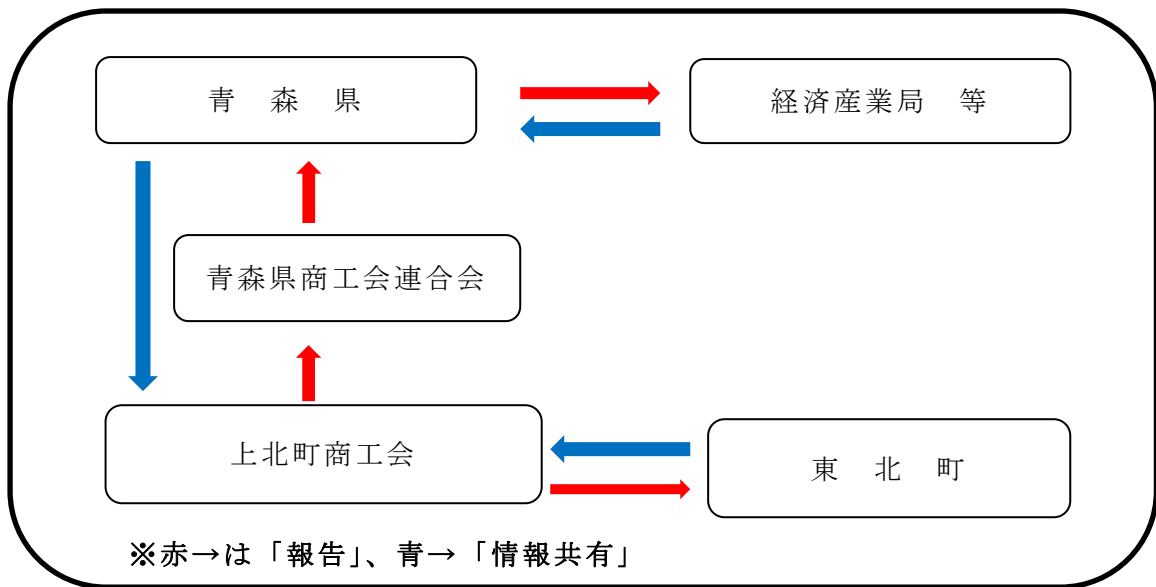 青　森　県
経済産業局　等
青森県商工会連合会
上北町商工会
東　北　町
※赤→は「報告」、青→「情報共有」